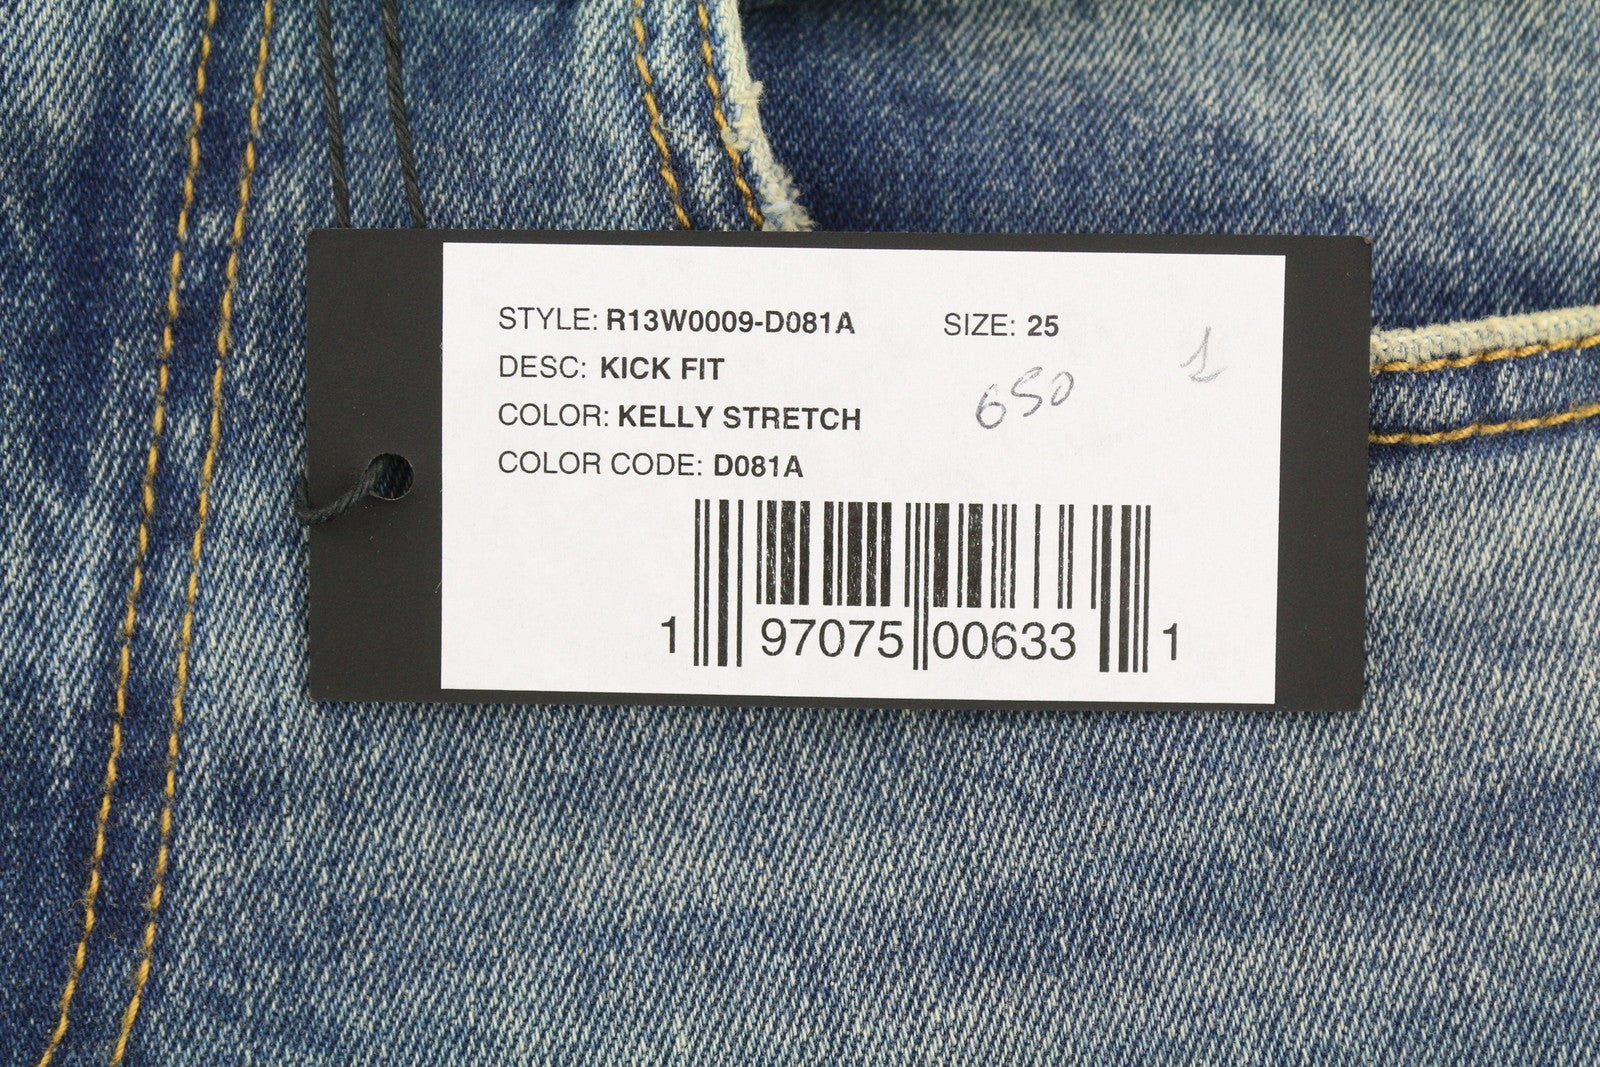 STYLE: R13W0009-D081A SIZE: 25
DESC: KICK FIT
COLOR: KELLY STRETCH
650 1
COLOR CODE: D081A
1 97075 00633 1